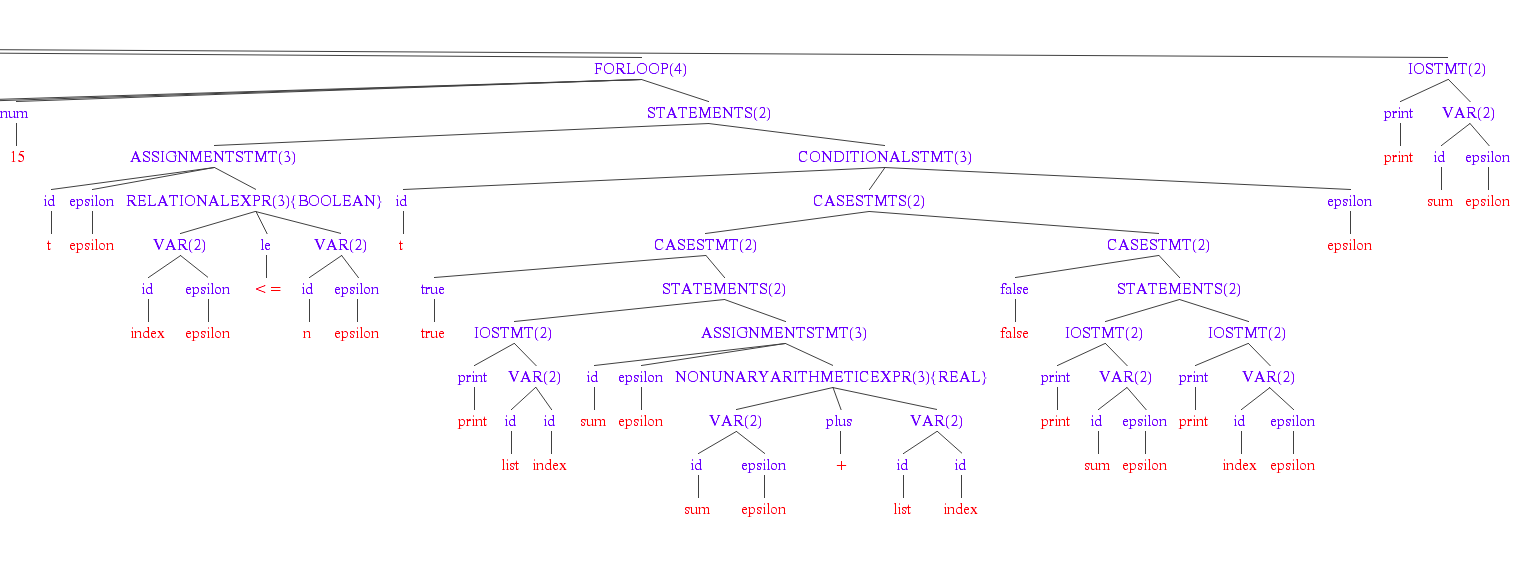 FORLOOP(4) IOSTMT(2)
num STATEMENTS(2) print VAR(2)
15 ASSIGNMENTSTMT(3) CONDITIONALSTMT(3) print id epsilon
id epsilon RELATIONALEXPR(3){BOOLEAN} id CASESTMTS(2) epsilon sum epsilon
t epsilon VAR(2) le VAR(2) t CASESTMT(2) CASESTMT(2) epsilon
id epsilon <= id epsilon true STATEMENTS(2) false STATEMENTS(2)
index epsilon n epsilon true IOSTMT(2) ASSIGNMENTSTMT(3) false IOSTMT(2) IOSTMT(2)
print VAR(2) id epsilon NONUNARYARITHMETICEXPR(3){REAL} print VAR(2) print VAR(2)
print id id sum epsilon VAR(2) plus VAR(2) print id epsilon print id epsilon
list index id epsilon + id id sum epsilon index epsilon
sum epsilon list index